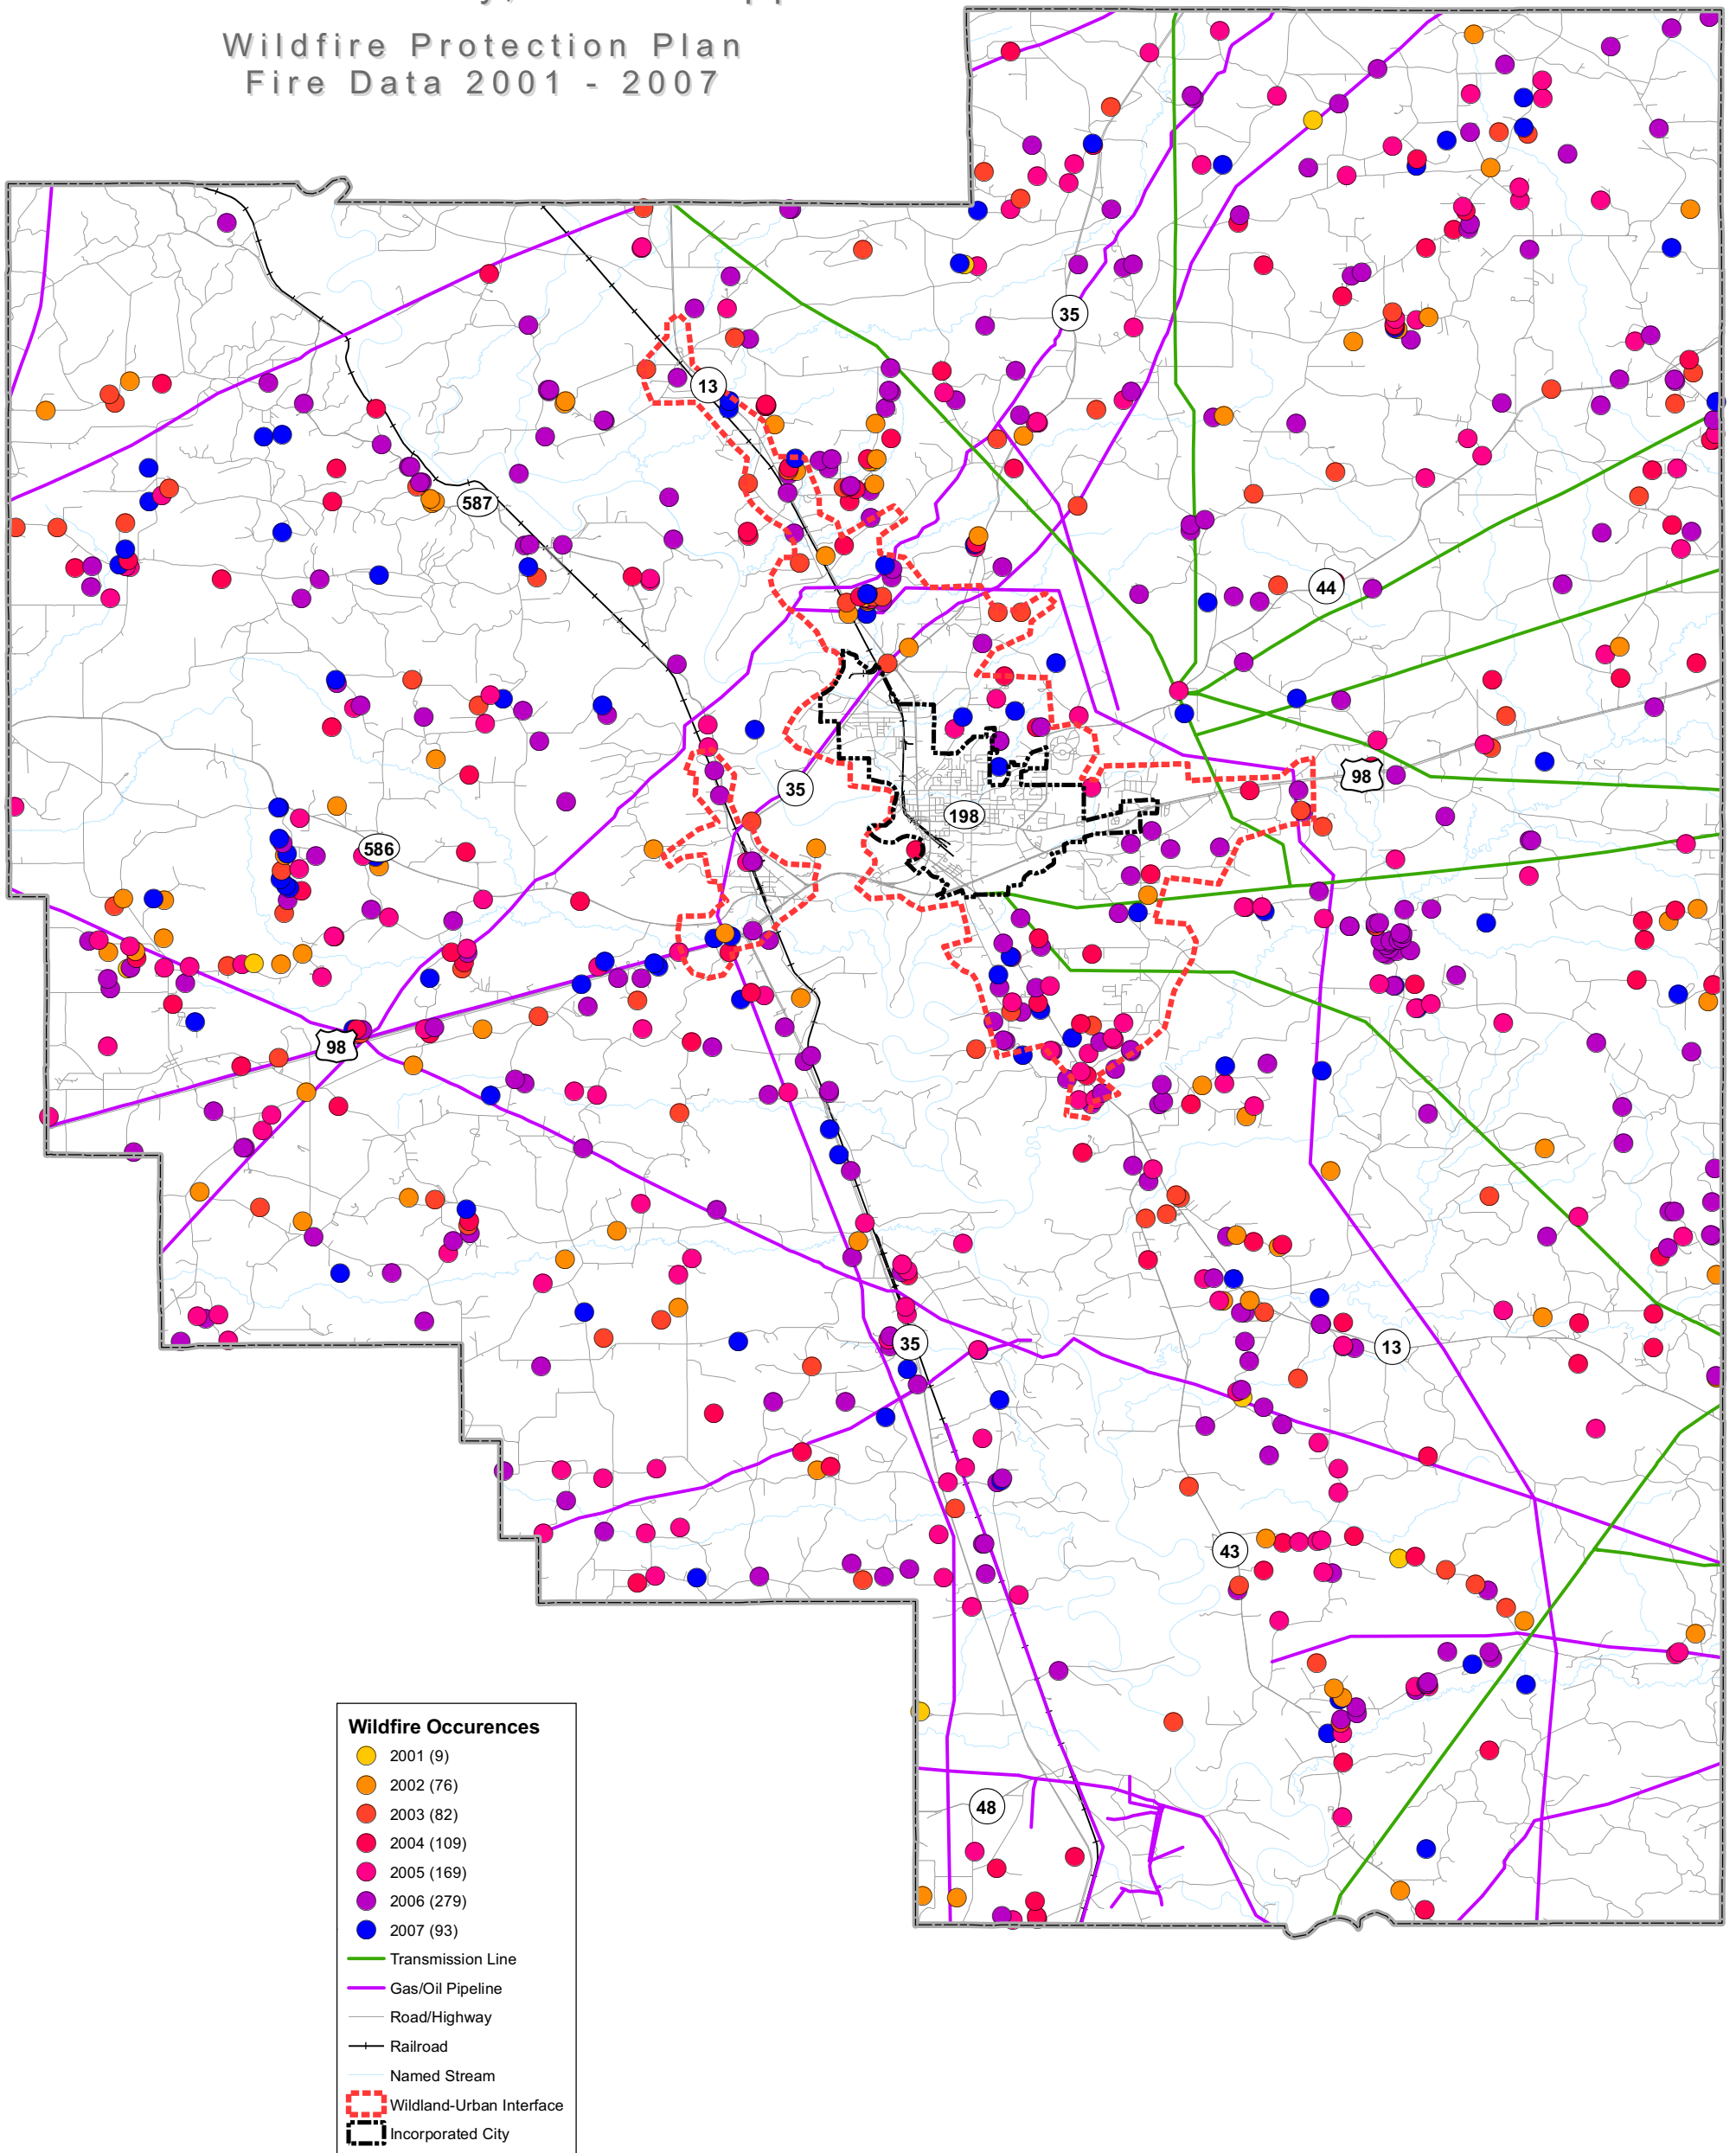 Wildfire Protection Plan
Fire Data 2001 - 2007
35
13
587
44
98
35
198
586
98
35
13
43
48
Wildfire Occurences
2001 (9)
2002 (76)
2003 (82)
2004 (109)
2005 (169)
2006 (279)
2007 (93)
Transmission Line
Gas/Oil Pipeline
Road/Highway
Railroad
Named Stream
Wildland-Urban Interface
Incorporated City